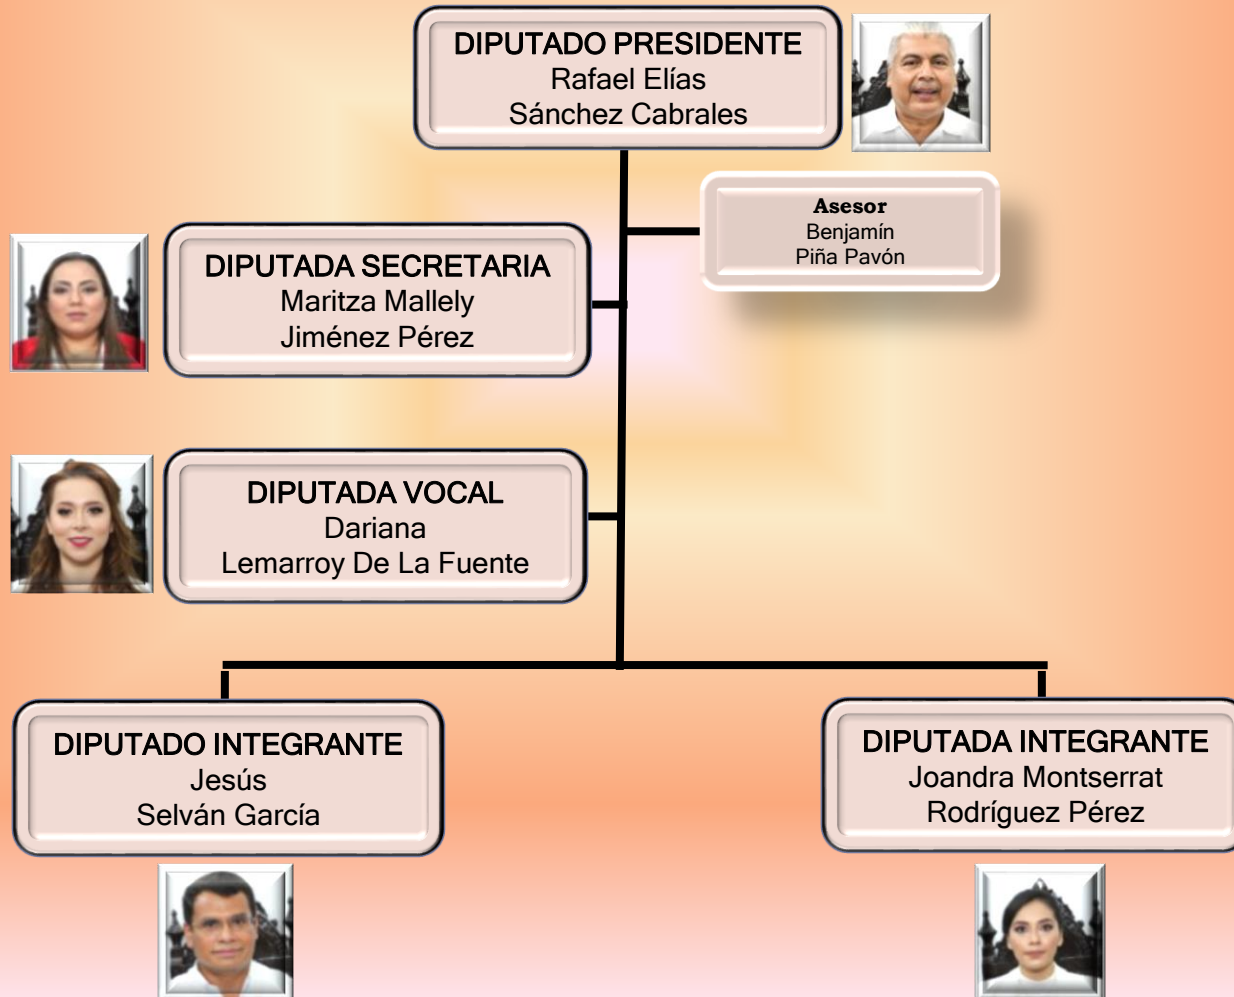 DIPUTADO PRESIDENTE
Rafael Elías
Sánchez Cabrales
Asesor
Benjamín
Piña Pavón
DIPUTADA SECRETARIA
Maritza Mallely
Jiménez Pérez
DIPUTADA VOCAL
Dariana
Lemarroy De La Fuente
DIPUTADO INTEGRANTE
Jesús
Selván García
DIPUTADA INTEGRANTE
Joandra Montserrat
Rodríguez Pérez